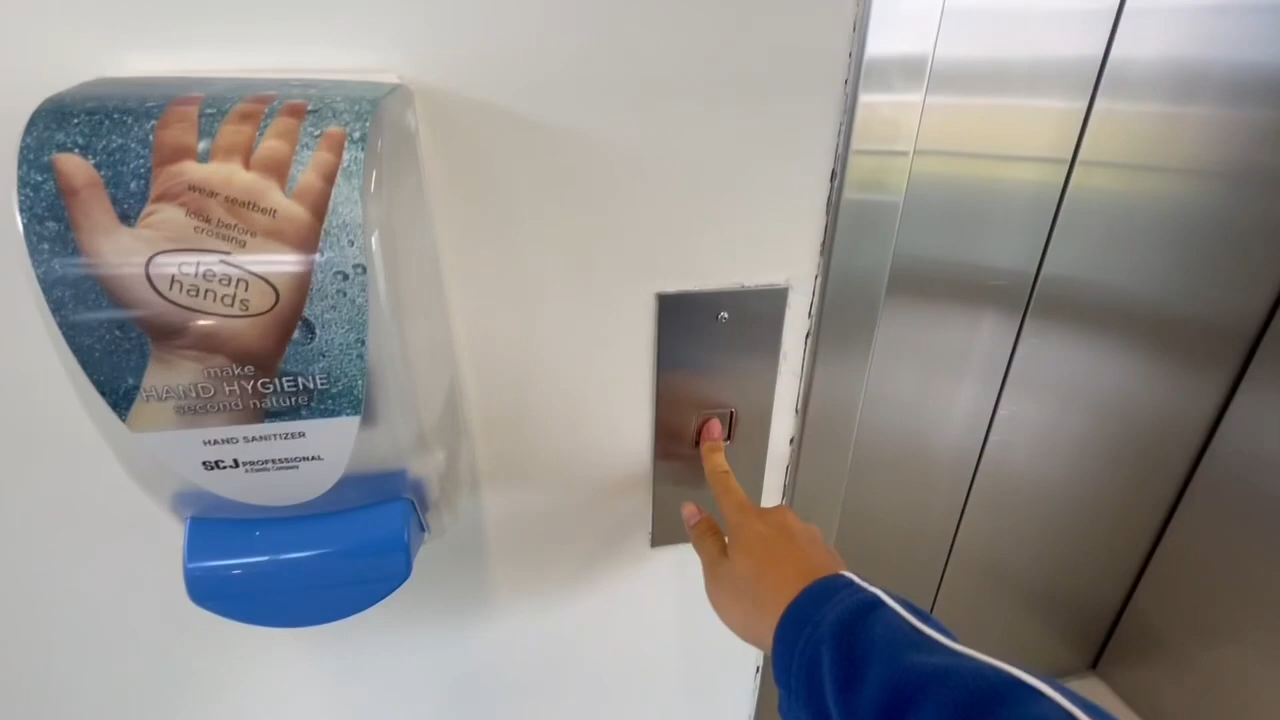 wear seatbelt
look before
crossing
clean
hands
make
HAND HYGIENE
second nature.
HAND SANITIZER
SCJ PROFESSIONAL
A Family Company